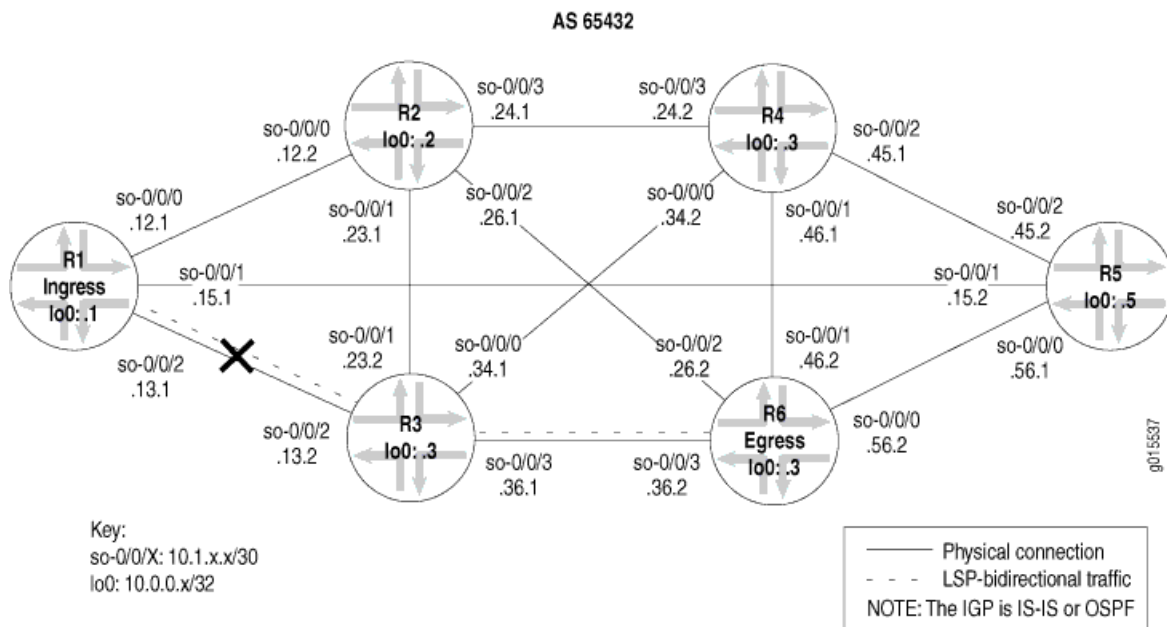 AS 65432
so-0/0/3
.24.1
so-0/0/3
.24.2
R2
lo0: .2
R4
lo0: .3
so-0/0/0
.12.2
so-0/0/2
.45.1
so-0/0/0
.12.1
so-0/0/1
.23.1
so-0/0/2
.26.1
so-0/0/0
.34.2
so-0/0/1
.46.1
so-0/0/2
.45.2
R1
Ingress
lo0: .1
so-0/0/1
.15.1
so-0/0/1
.15.2
R5
lo0: .5
so-0/0/2
.13.1
so-0/0/1
.23.2
so-0/0/0
.34.1
so-0/0/2
.26.2
so-0/0/1
.46.2
so-0/0/0
.56.1
so-0/0/2
.13.2
R3
lo0: .3
R6
Egress
lo0: .3
so-0/0/0
.56.2
so-0/0/3
.36.1
so-0/0/3
.36.2
g015537
Key:
so-0/0/X: 10.1.x.x/30
lo0: 10.0.0.x/32
Physical connection
LSP-bidirectional traffic
NOTE: The IGP is IS-IS or OSPF